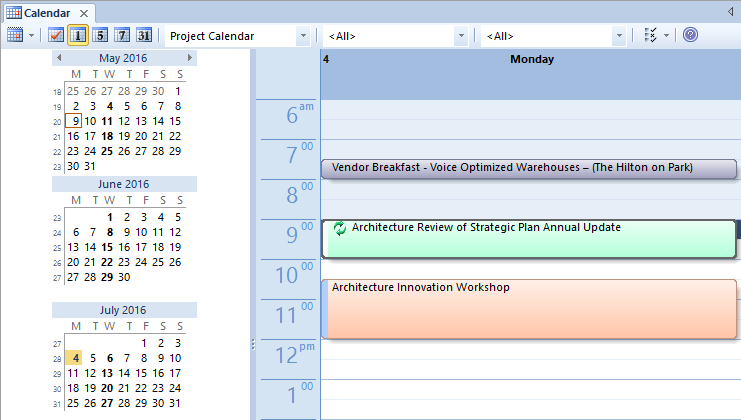 Calendar
1 5 7 31 Project Calendar <All> <All>
May 2016
M T W T F S S
18 25 26 27 28 29 30 1
19 2 3 4 5 6 7 8
20 9 10 11 12 13 14 15
21 16 17 18 19 20 21 22
22 23 24 25 26 27 28 29
23 30 31
June 2016
M T W T F S S
23 1 2 3 4 5
24 6 7 8 9 10 11 12
25 13 14 15 16 17 18 19
26 20 21 22 23 24 25 26
27 27 28 29 30
July 2016
M T W T F S S
27 1 2 3
28 4 5 6 7 8 9 10
29 11 12 13 14 15 16 17
30 18 19 20 21 22 23 24
31 25 26 27 28 29 30 31
4 Monday
6 am
7 00
Vendor Breakfast - Voice Optimized Warehouses – (The Hilton on Park)
8 00
9 00
Architecture Review of Strategic Plan Annual Update
10 00
Architecture Innovation Workshop
11 00
12 pm
1 00